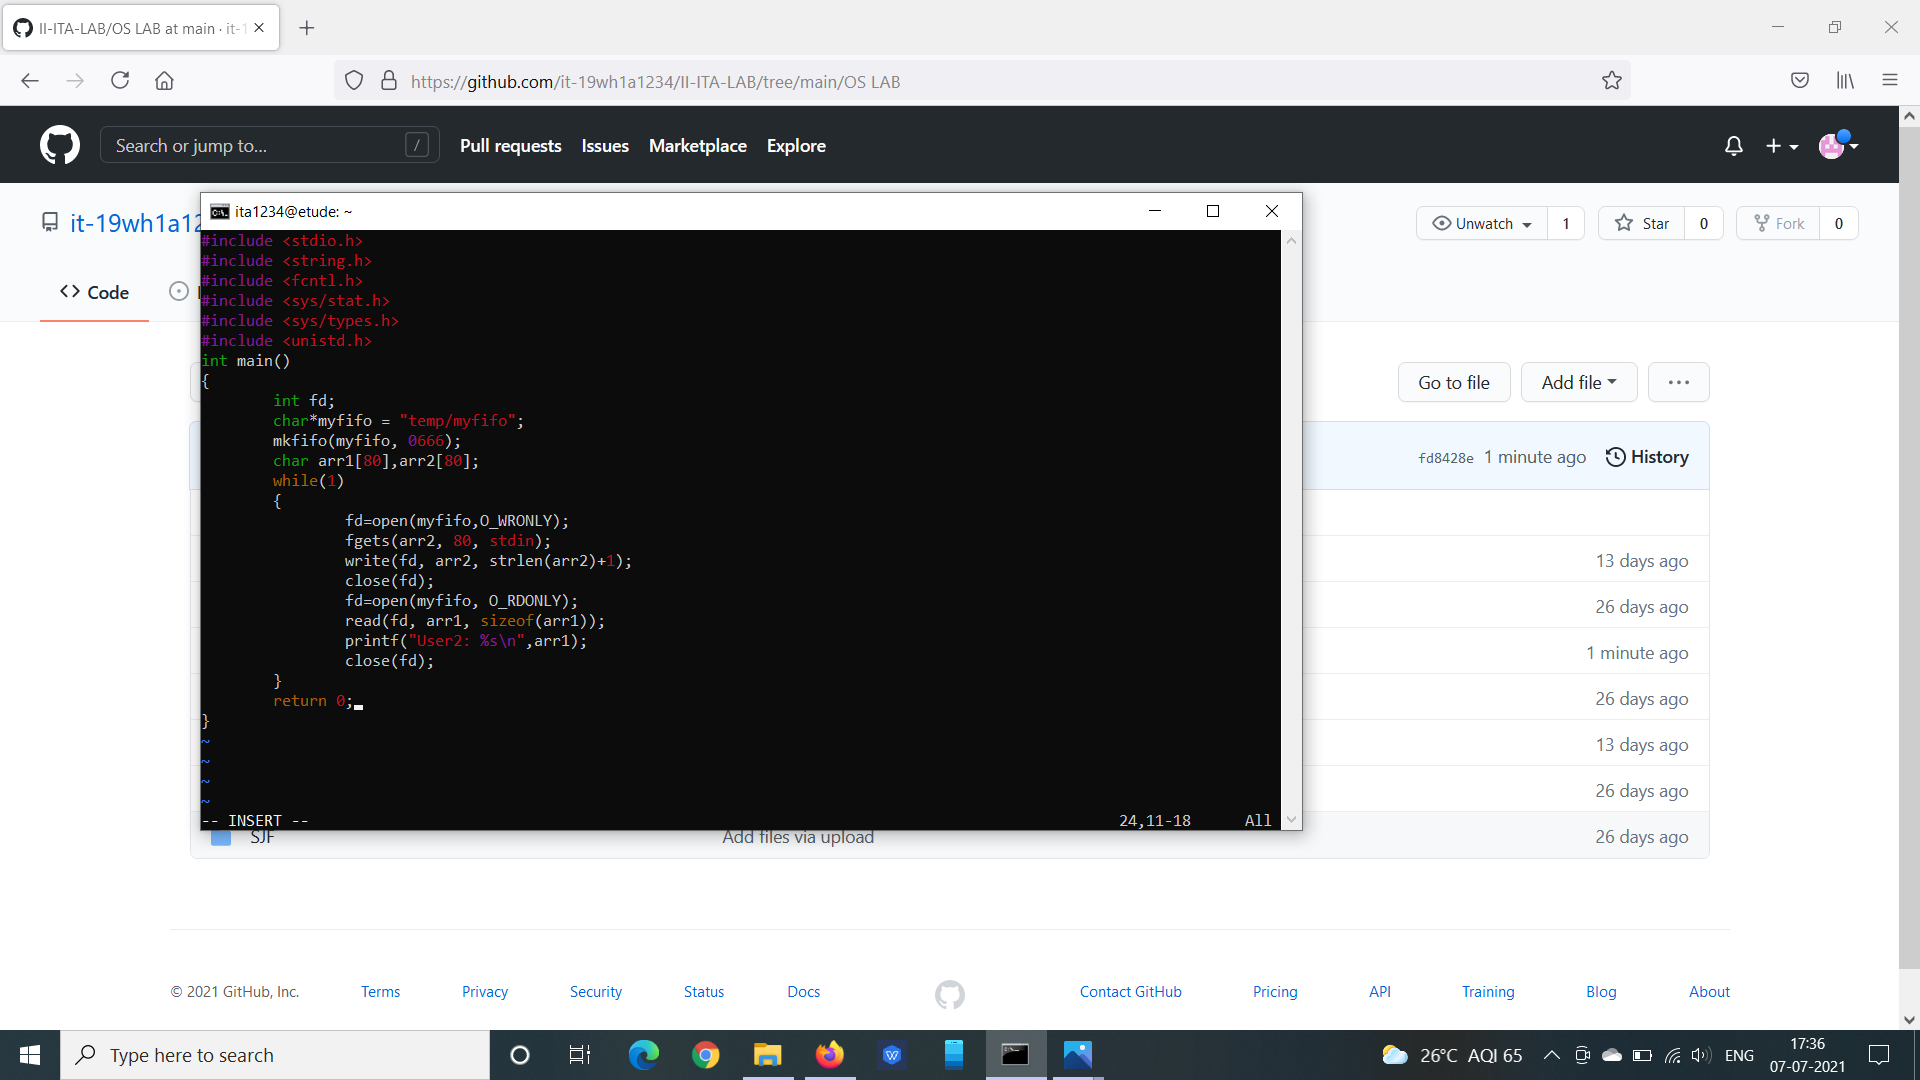 II-ITA-LAB/OS LAB at main · it-1
https://github.com/it-19wh1a1234/II-ITA-LAB/tree/main/OS LAB
Search or jump to...
/
Pull requests
Issues
Marketplace
Explore
it-19wh1a12
Unwatch
1
Star
0
Fork
0
Code
ita1234@etude: ~
#include <stdio.h>
#include <string.h>
#include <fcntl.h>
#include <sys/stat.h>
#include <sys/types.h>
#include <unistd.h>
int main()
{
        int fd;
        char*myfifo = "temp/myfifo";
        mkfifo(myfifo, 0666);
        char arr1[80],arr2[80];
        while(1)
        {
                fd=open(myfifo,O_WRONLY);
                fgets(arr2, 80, stdin);
                write(fd, arr2, strlen(arr2)+1);
                close(fd);
                fd=open(myfifo, O_RDONLY);
                read(fd, arr1, sizeof(arr1));
                printf("User2: %s\n",arr1);
                close(fd);
        }
        return 0;
}
~
~
~
~
-- INSERT --
24,11-18
All
Go to file
Add file
fd8428e
1 minute ago
History
13 days ago
26 days ago
1 minute ago
26 days ago
13 days ago
26 days ago
SJF
Add files via upload
26 days ago
© 2021 GitHub, Inc.
Terms
Privacy
Security
Status
Docs
Contact GitHub
Pricing
API
Training
Blog
About
Type here to search
26°C AQI 65
ENG
17:36
07-07-2021